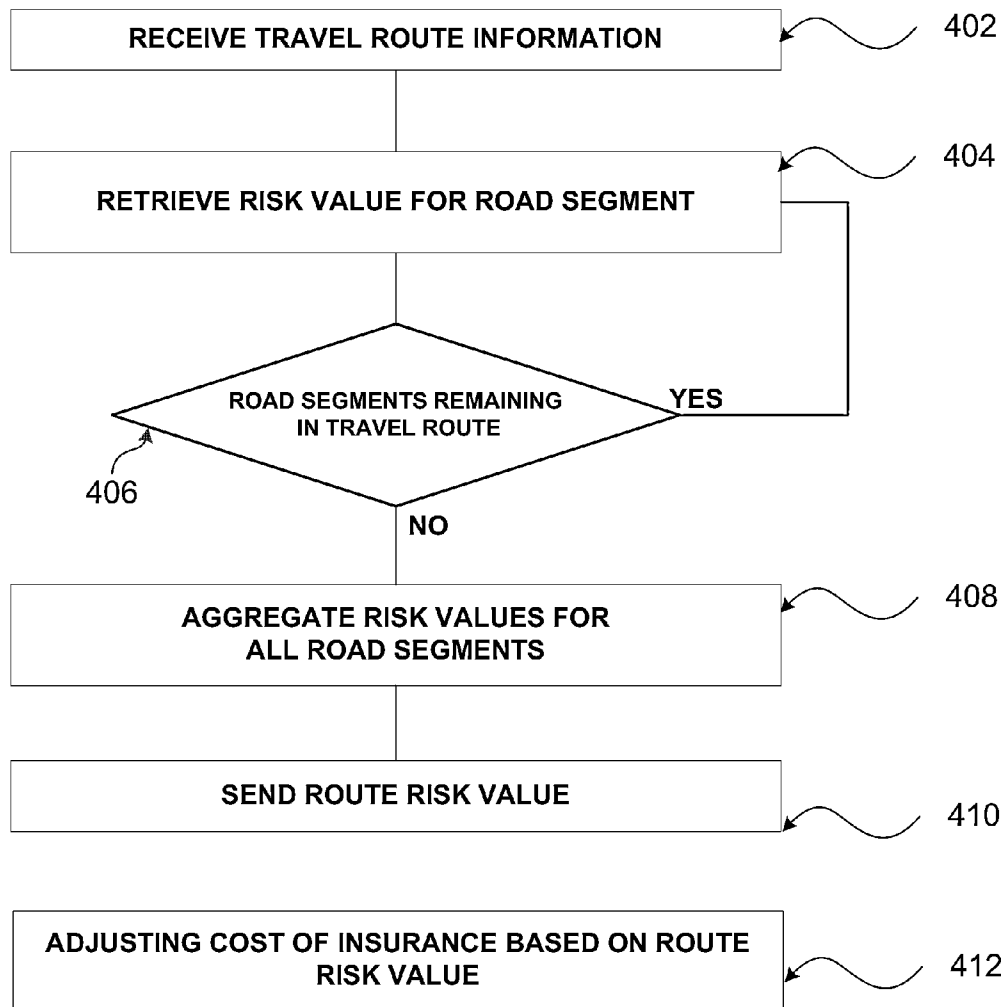 RECEIVE TRAVEL ROUTE INFORMATION
402
RETRIEVE RISK VALUE FOR ROAD SEGMENT
404
ROAD SEGMENTS REMAINING
IN TRAVEL ROUTE
YES
406
NO
AGGREGATE RISK VALUES FOR
ALL ROAD SEGMENTS
408
SEND ROUTE RISK VALUE
410
ADJUSTING COST OF INSURANCE BASED ON ROUTE
RISK VALUE
412